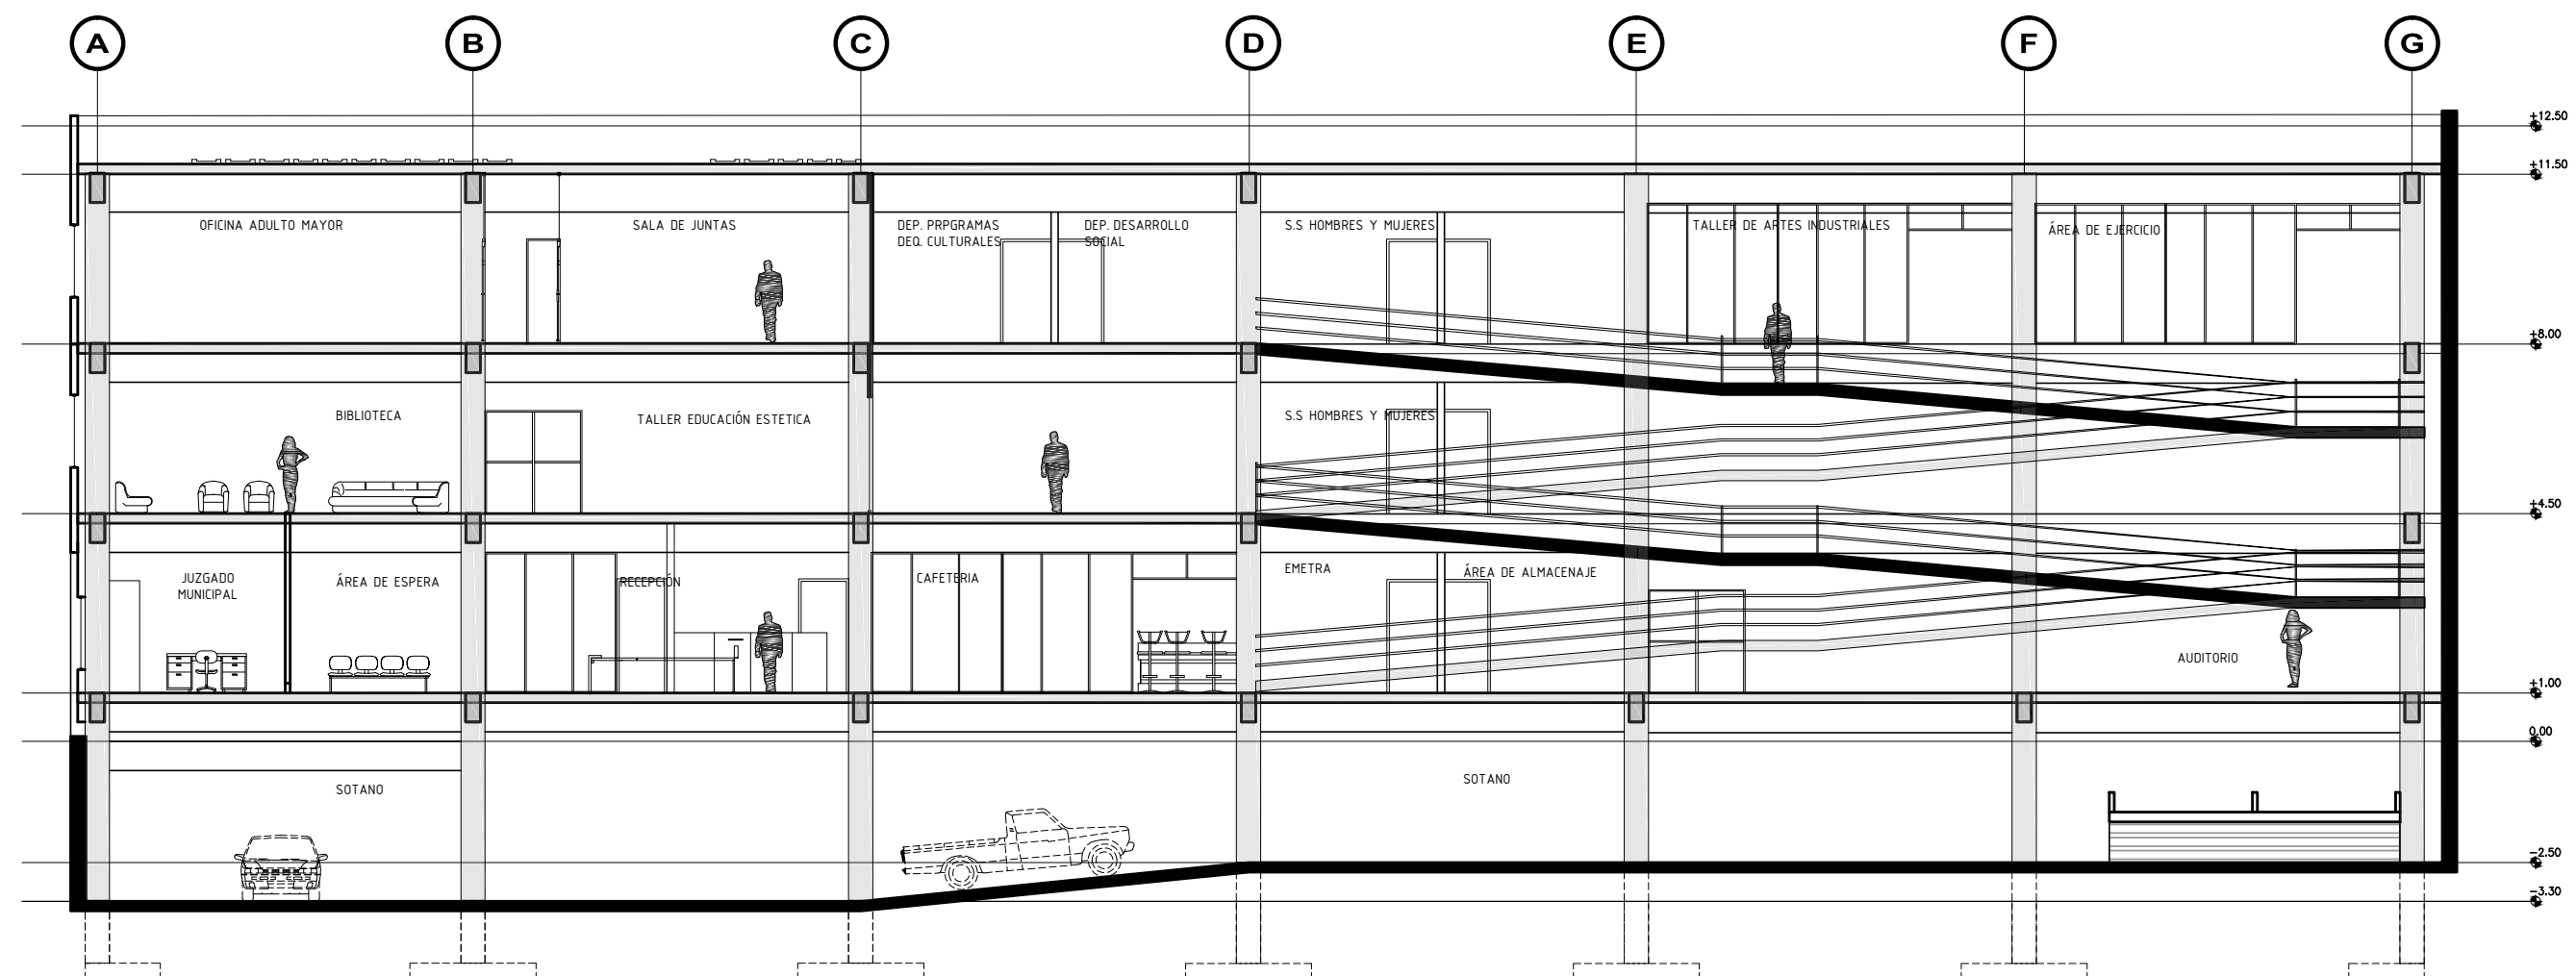 A
B
C
D
E
F
G
+12.50
+11.50
OFICINA ADULTO MAYOR
SALA DE JUNTAS
DEP. PRPGRAMAS
DEQ. CULTURALES
DEP. DESARROLLO
SOCIAL
S.S HOMBRES Y MUJERES
TALLER DE ARTES INDUSTRIALES
ÁREA DE EJERCICIO
+8.00
BIBLIOTECA
TALLER EDUCACIÓN ESTETICA
S.S HOMBRES Y MUJERES
+4.50
JUZGADO
MUNICIPAL
ÁREA DE ESPERA
RECEPCIÓN
CAFETERIA
EMETRA
ÁREA DE ALMACENAJE
AUDITORIO
+1.00
0.00
SOTANO
SOTANO
-2.50
-3.30